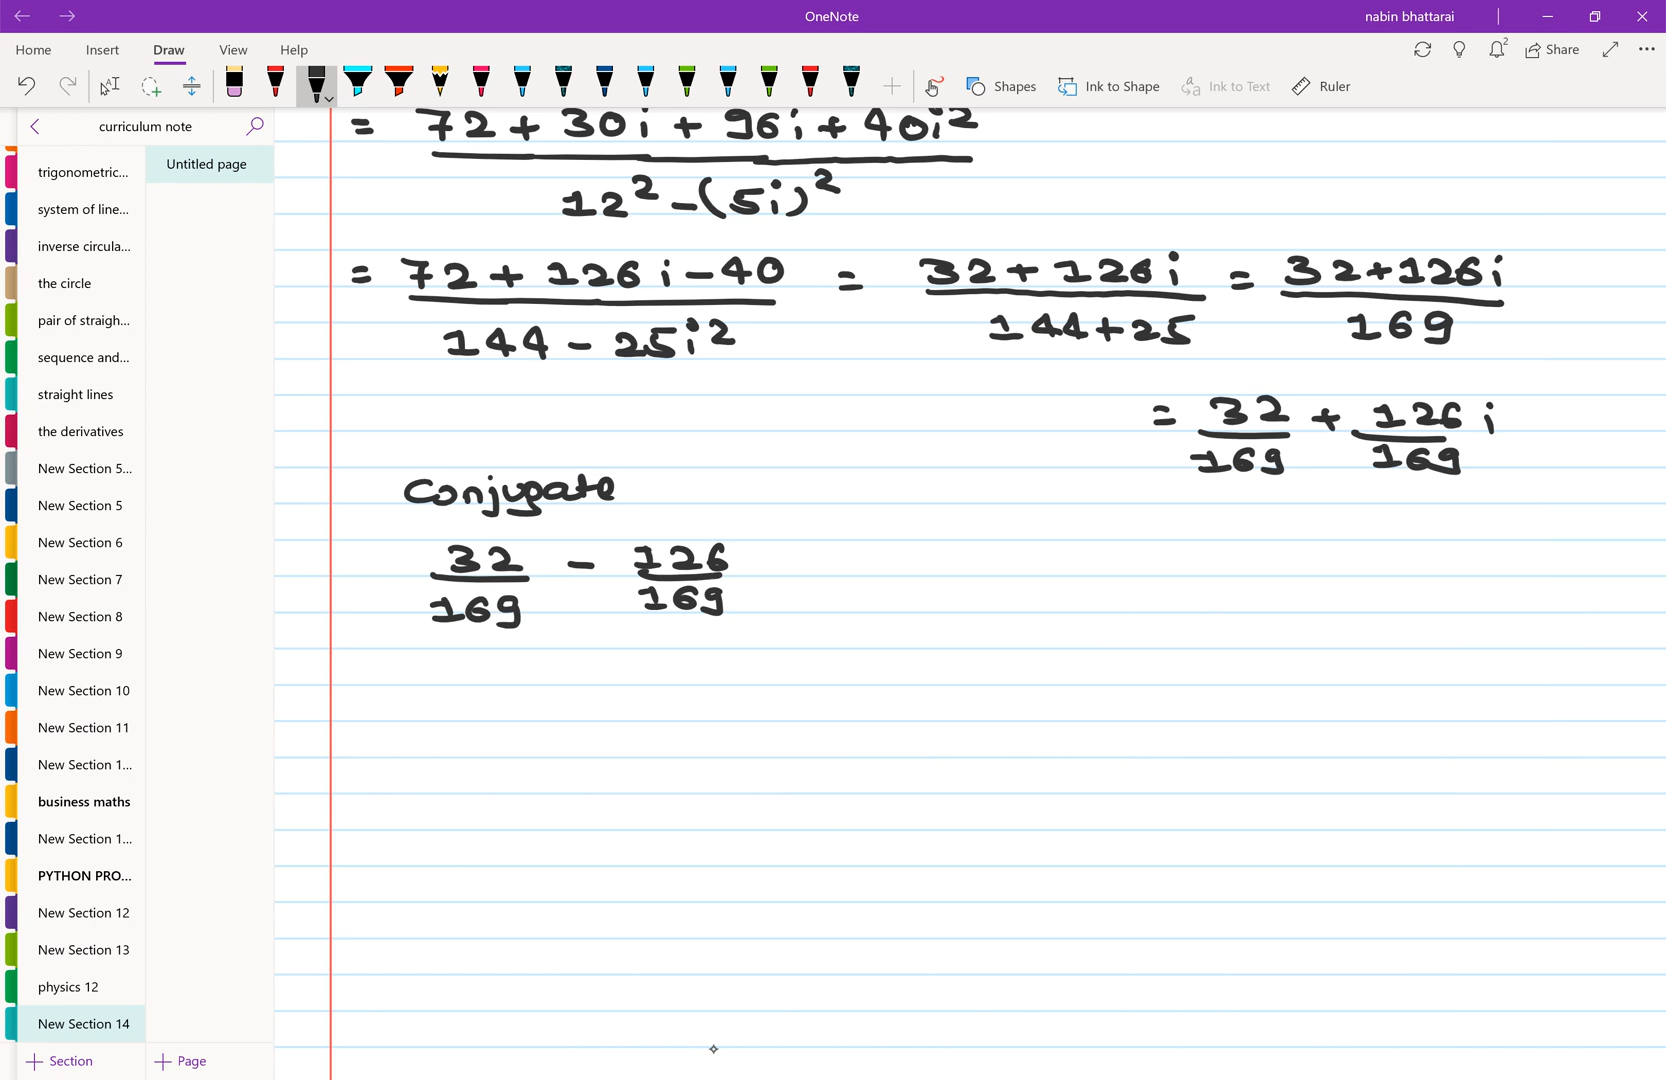 OneNote
nabin bhattarai
Home Insert Draw View Help
2 Share
Shapes Ink to Shape Ink to Text Ruler
curriculum note
Untitled page
trigonometric...
system of line...
inverse circula...
the circle
pair of straigh...
sequence and...
straight lines
the derivatives
New Section 5...
New Section 5
New Section 6
New Section 7
New Section 8
New Section 9
New Section 10
New Section 11
New Section 1...
business maths
New Section 1...
PYTHON PRO...
New Section 12
New Section 13
physics 12
New Section 14
+ Section + Page
= 72 + 30i + 96i + 40i²
12² - (5i)²
= 72 + 126i - 40 = 32 + 126i = 32+126i
144 - 25i² 144+25 169
= 32 + 126 i
169 169
Conjugate
32 - 126
169 169